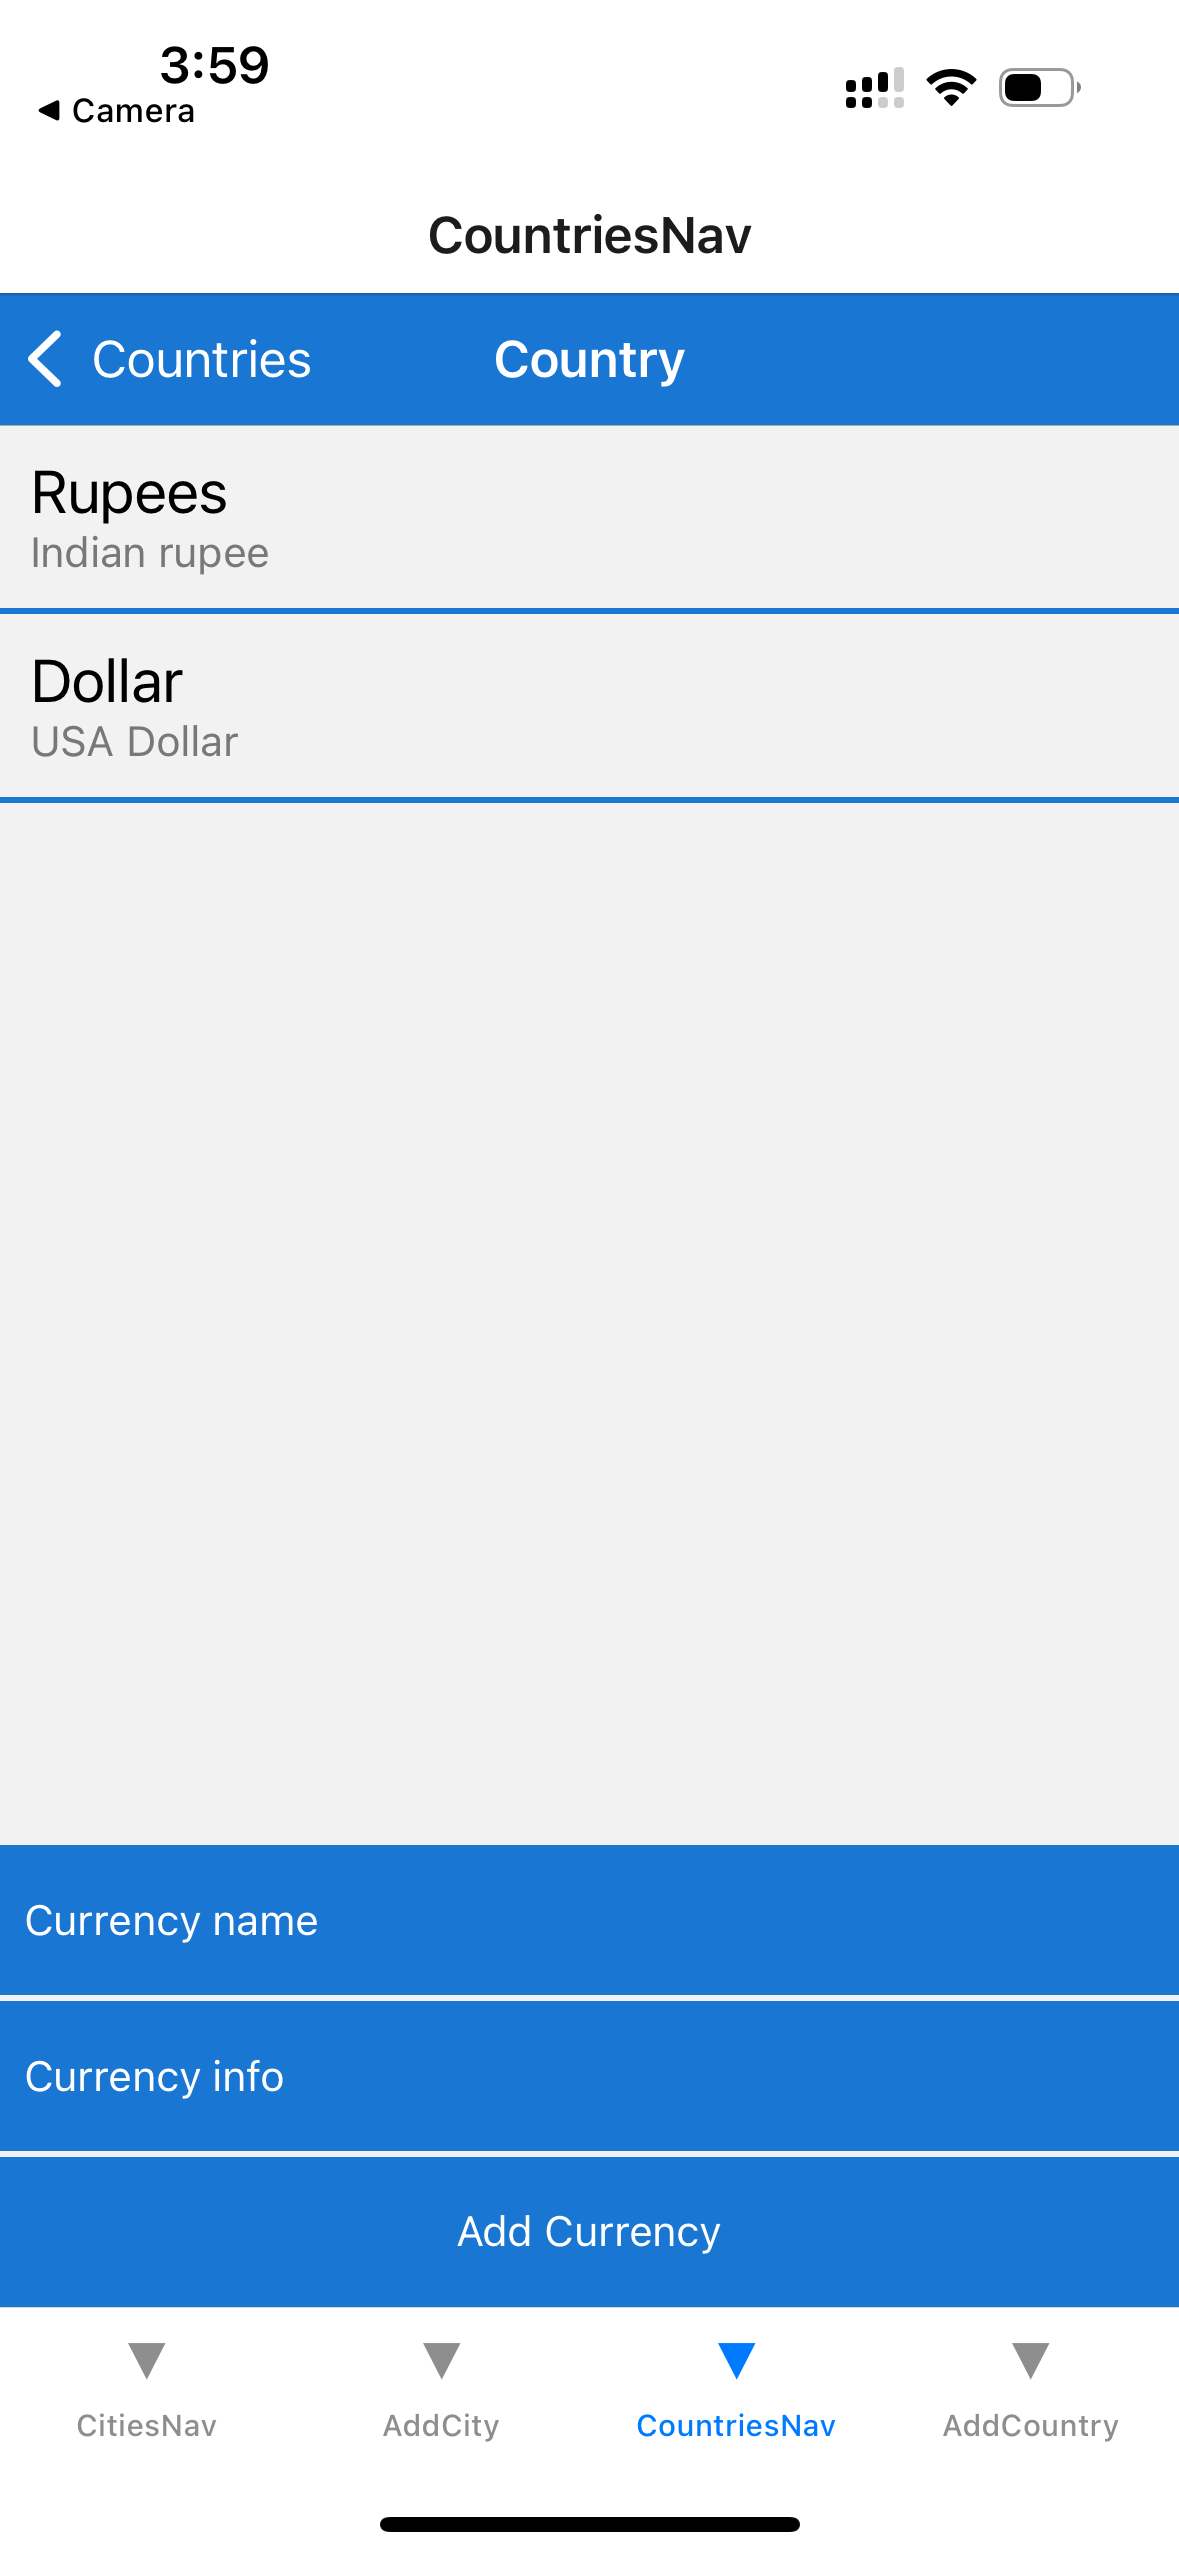 3:59
Camera
CountriesNav
Countries
Country
Rupees
Indian rupee
Dollar
USA Dollar
Currency name
Currency info
Add Currency
CitiesNav
AddCity
CountriesNav
AddCountry